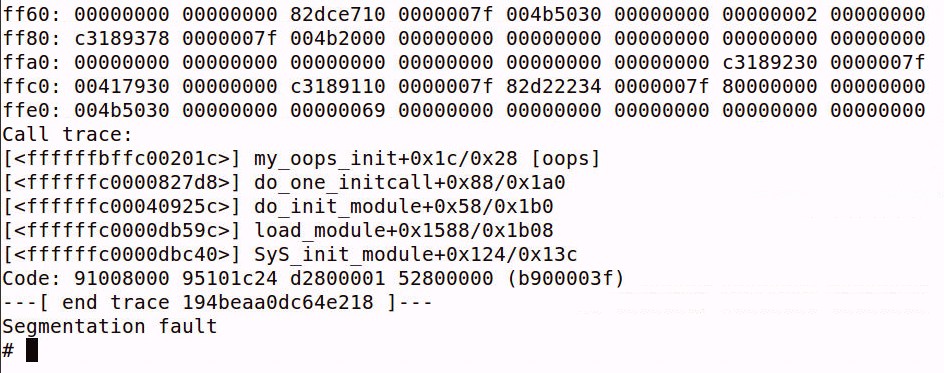 ff60: 00000000 00000000 82dce710 0000007f 004b5030 00000000 00000002 00000000
ff80: c3189378 0000007f 004b2000 00000000 00000000 00000000 00000000 00000000
ffa0: 00000000 00000000 00000000 00000000 00000000 00000000 c3189230 0000007f
ffc0: 00417930 00000000 c3189110 0000007f 82d22234 0000007f 80000000 00000000
ffe0: 004b5030 00000000 00000069 00000000 00000000 00000000 00000000 00000000
Call trace:
[<ffffffbffc00201c>] my_oops_init+0x1c/0x28 [oops]
[<ffffffc0000827d8>] do_one_initcall+0x88/0x1a0
[<ffffffc00040925c>] do_init_module+0x58/0x1b0
[<ffffffc0000db59c>] load_module+0x1588/0x1b08
[<ffffffc0000dbc40>] SyS_init_module+0x124/0x13c
Code: 91008000 95101c24 d2800001 52800000 (b900003f)
---[ end trace 194beaa0dc64e218 ]---
Segmentation fault
#